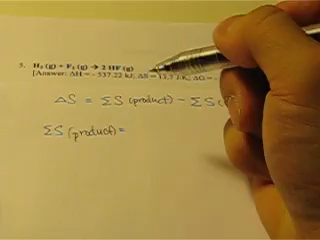 5. H₂ (g) + F₂ (g) → 2 HF (g)
[Answer: ΔH = - 537.22 kJ; ΔS = 13.7 J/K; ΔG = -
ΔS = ΣS (product) - ΣS (
ΣS (product) =